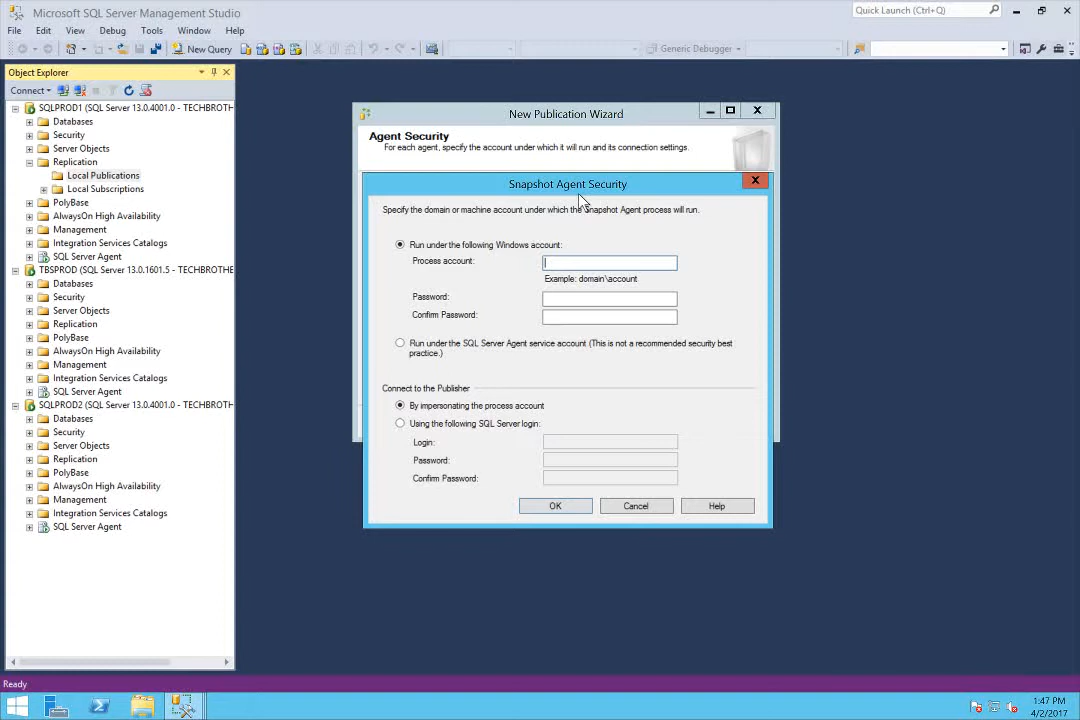 Microsoft SQL Server Management Studio
Quick Launch (Ctrl+Q)
File Edit View Debug Tools Window Help
New Query
Generic Debugger
Object Explorer
Connect
SQLPROD1 (SQL Server 13.0.4001.0 - TECHBROTH
Databases
Security
Server Objects
Replication
Local Publications
Local Subscriptions
PolyBase
AlwaysOn High Availability
Management
Integration Services Catalogs
SQL Server Agent
TBSPROD (SQL Server 13.0.1601.5 - TECHBROTHE
Databases
Security
Server Objects
Replication
PolyBase
AlwaysOn High Availability
Management
Integration Services Catalogs
SQL Server Agent
SQLPROD2 (SQL Server 13.0.4001.0 - TECHBROTH
Databases
Security
Server Objects
Replication
PolyBase
AlwaysOn High Availability
Management
Integration Services Catalogs
SQL Server Agent
New Publication Wizard
Agent Security
For each agent, specify the account under which it will run and its connection settings.
Snapshot Agent Security
Specify the domain or machine account under which the Snapshot Agent process will run.
Run under the following Windows account:
Process account:
Example: domain\account
Password:
Confirm Password:
Run under the SQL Server Agent service account (This is not a recommended security best
practice.)
Connect to the Publisher
By impersonating the process account
Using the following SQL Server login:
Login:
Password:
Confirm Password:
OK Cancel Help
Ready
1:47 PM
4/2/2017